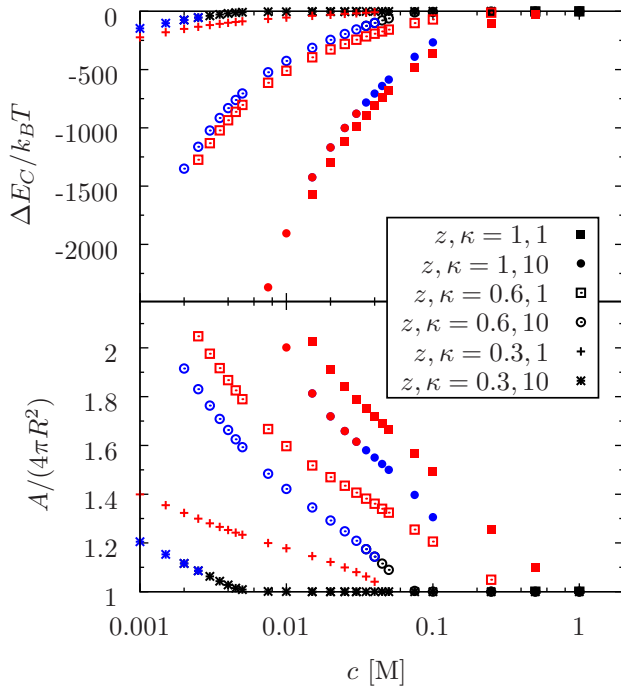 0
-500
-1000
-1500
-2000
ΔE_C/k_BT
z, κ = 1, 1
z, κ = 1, 10
z, κ = 0.6, 1
z, κ = 0.6, 10
z, κ = 0.3, 1
z, κ = 0.3, 10
2
1.8
1.6
1.4
1.2
1
A/(4πR²)
0.001 0.01 0.1 1
c [M]